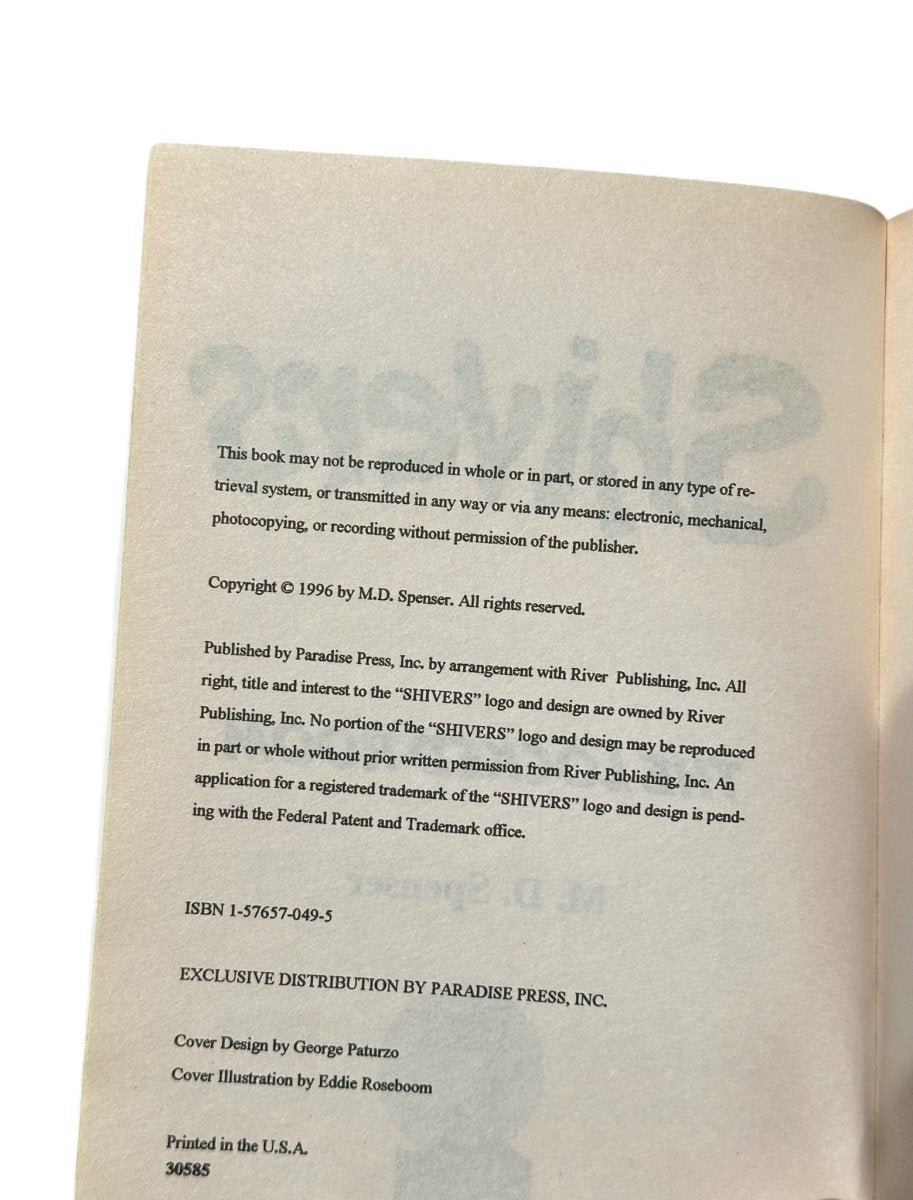 This book may not be reproduced in whole or in part, or stored in any type of re-
trieval system, or transmitted in any way or via any means: electronic, mechanical,
photocopying, or recording without permission of the publisher.
Copyright © 1996 by M.D. Spenser. All rights reserved.
Published by Paradise Press, Inc. by arrangement with River Publishing, Inc. All
right, title and interest to the “SHIVERS” logo and design are owned by River
Publishing, Inc. No portion of the “SHIVERS” logo and design may be reproduced
in part or whole without prior written permission from River Publishing, Inc. An
application for a registered trademark of the “SHIVERS” logo and design is pend-
ing with the Federal Patent and Trademark office.
ISBN 1-57657-049-5
EXCLUSIVE DISTRIBUTION BY PARADISE PRESS, INC.
Cover Design by George Paturzo
Cover Illustration by Eddie Roseboom
Printed in the U.S.A.
30585